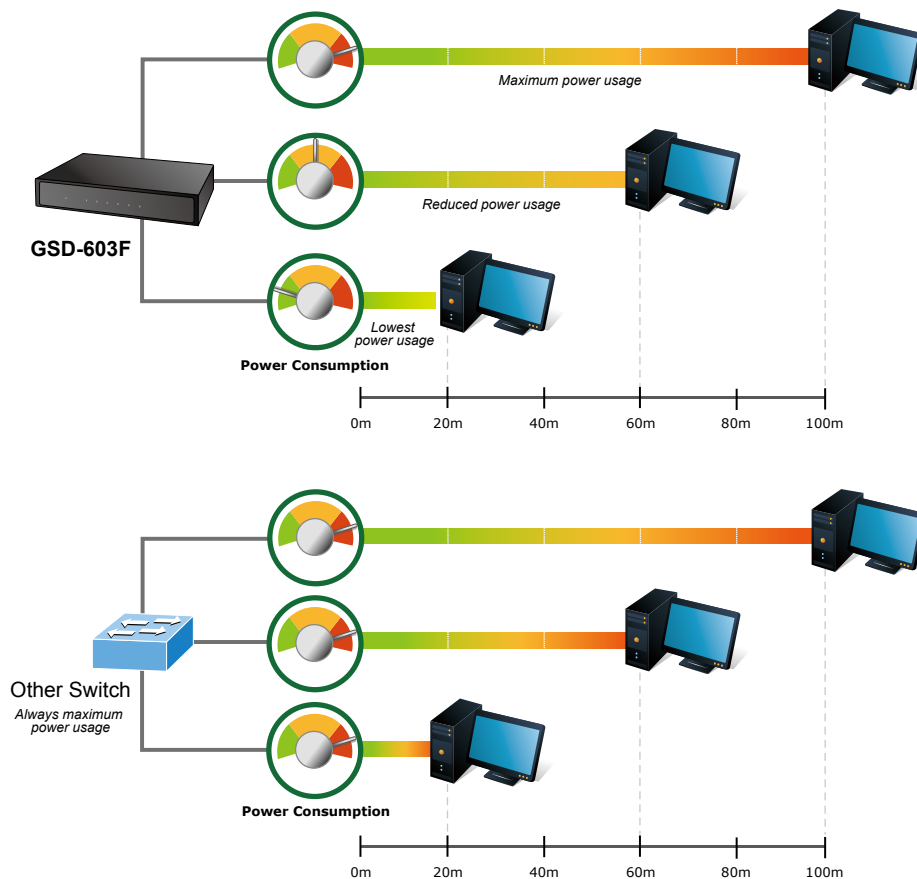 Maximum power usage
Reduced power usage
GSD-603F
Lowest
power usage
Power Consumption
0m 20m 40m 60m 80m 100m
Other Switch
Always maximum
power usage
Power Consumption
0m 20m 40m 60m 80m 100m